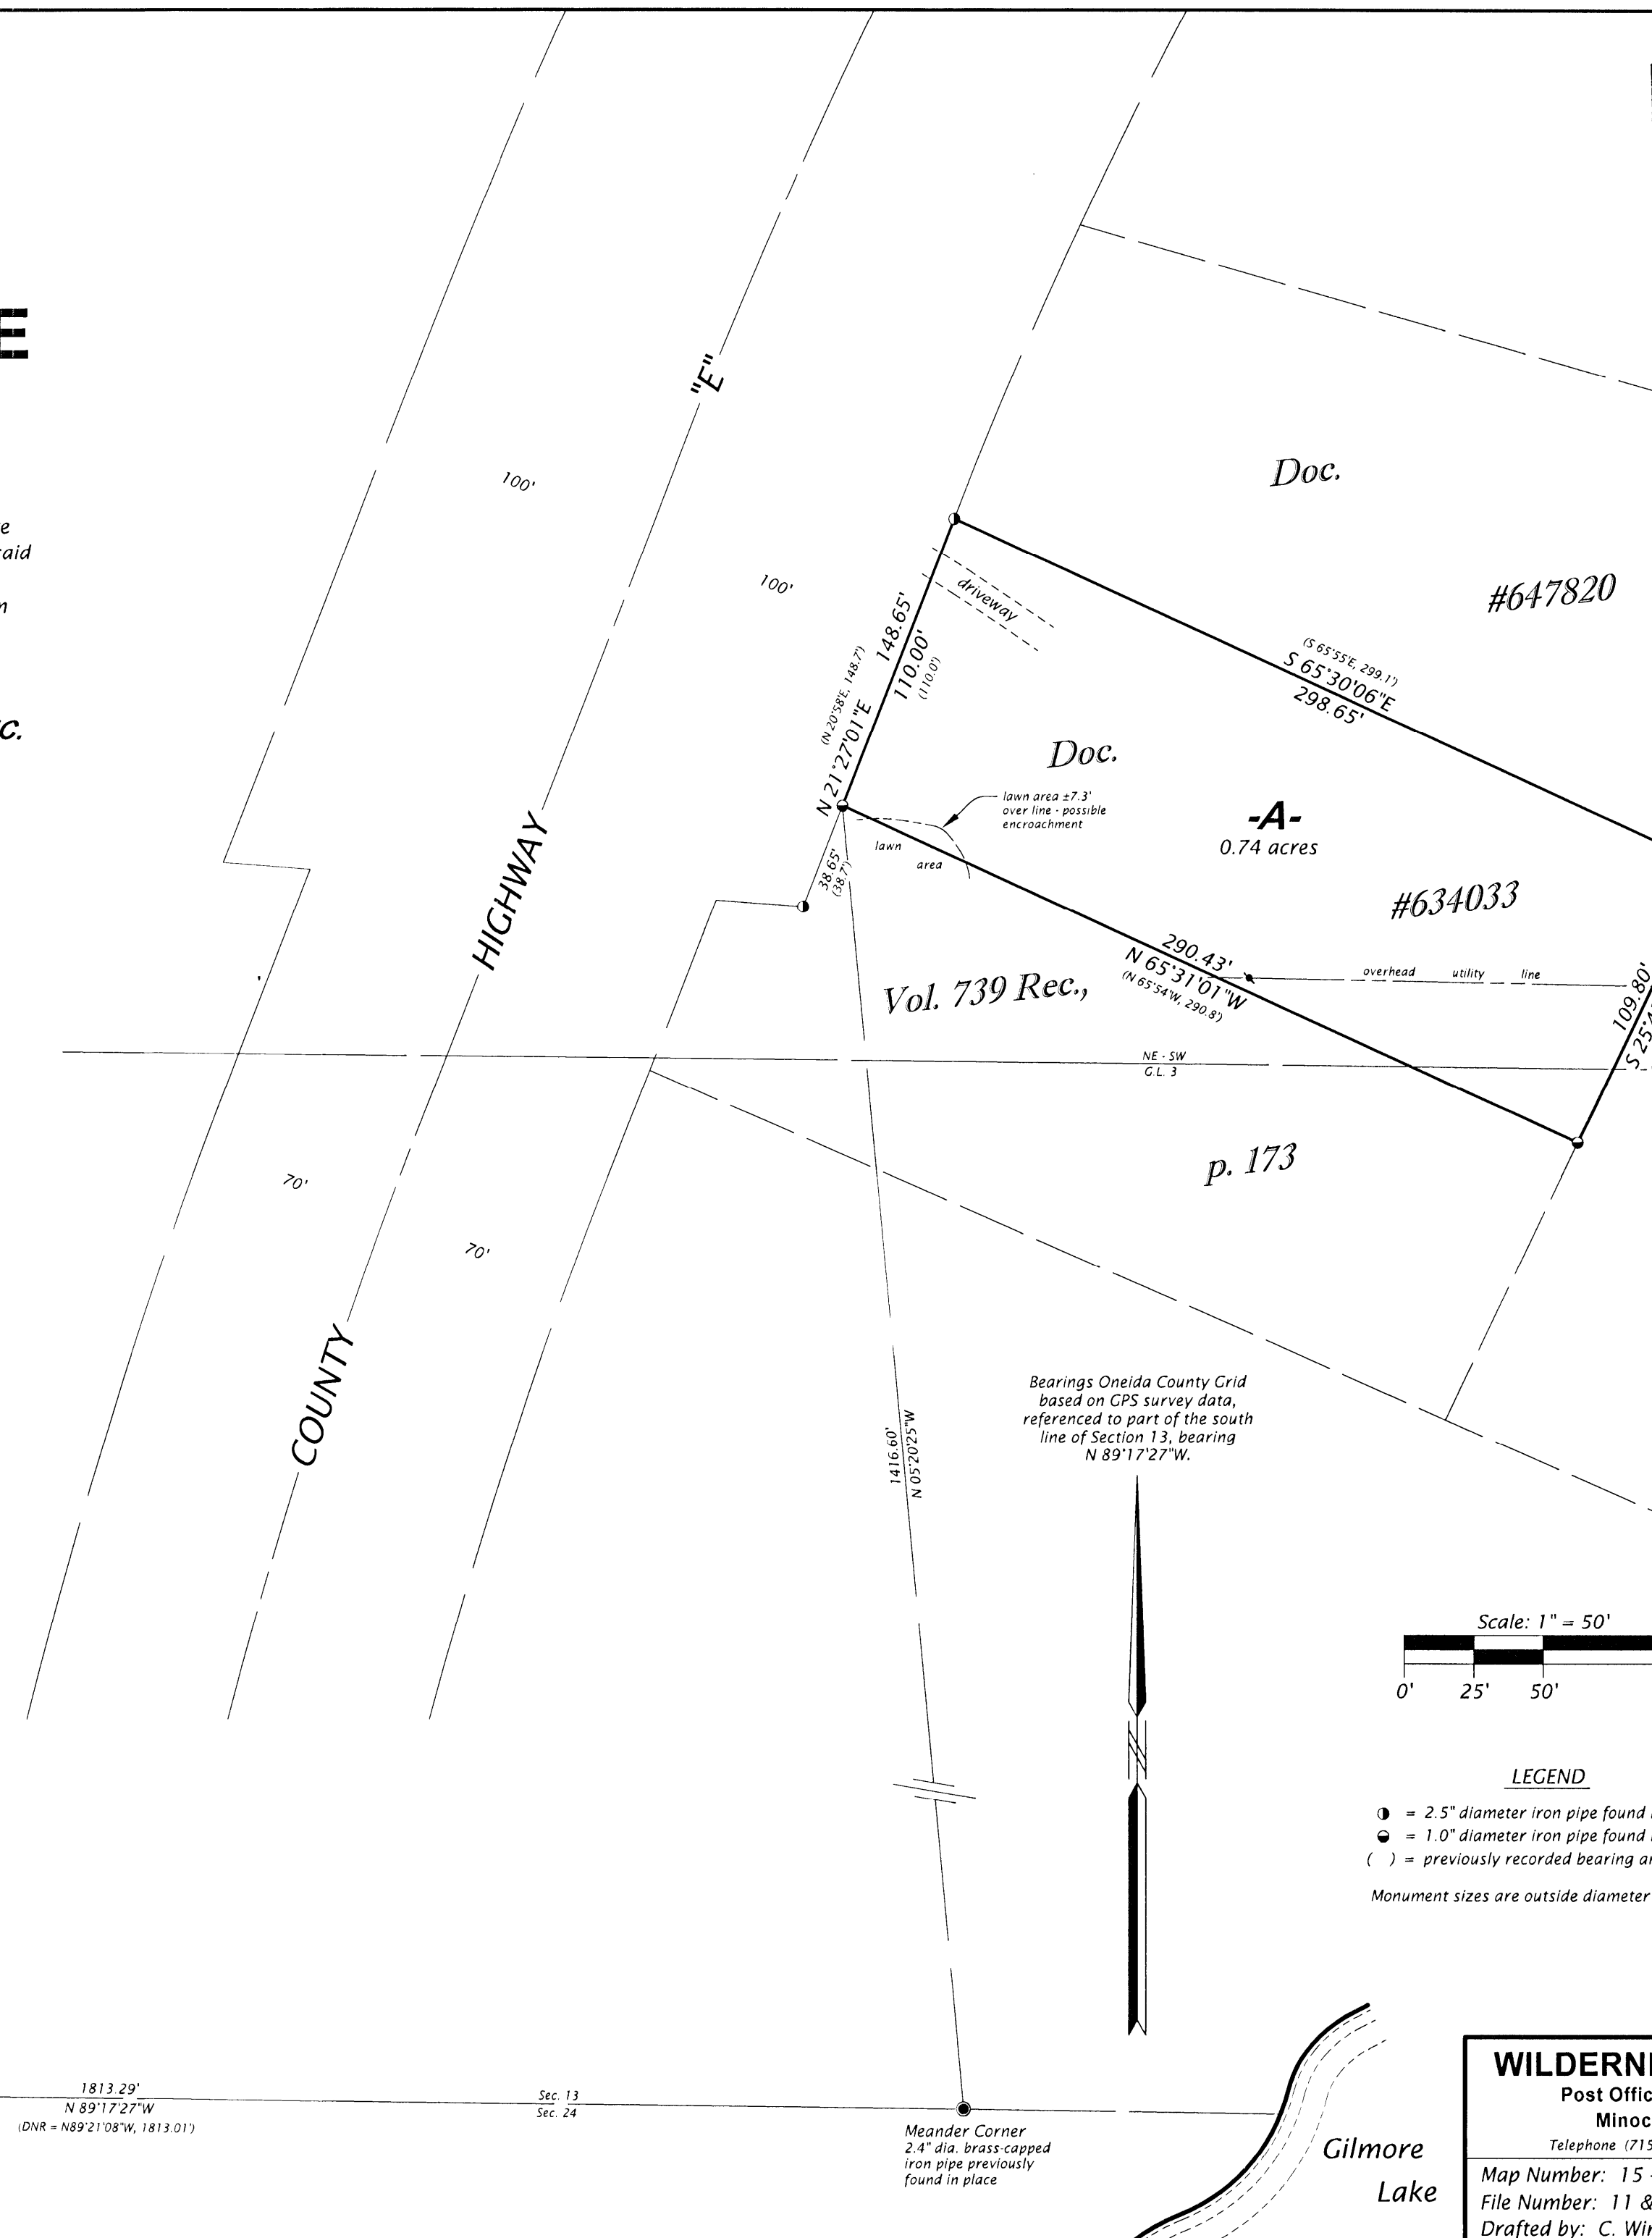 E
"E"
100'
Doc.
e
aid
100'
driveway
#647820
n
148.65'
110.00'
(110.0')
(S 65°55'E, 299.1')
S 65°30'06"E
298.65'
(N 20°58'E, 148.7')
N 21°27'01"E
C.
Doc.
lawn area ±7.3'
over line - possible
encroachment
-A-
0.74 acres
HIGHWAY
lawn
area
38.65'
(38.7')
#634033
290.43'
N 65°31'01"W
(N 65°54'W, 290.8')
overhead utility line
109.80'
Vol. 739 Rec.,
NE - SW
G.L. 3
p. 173
70'
70'
COUNTY
Bearings Oneida County Grid
based on GPS survey data,
referenced to part of the south
line of Section 13, bearing
N 89°17'27"W.
1416.60'
N 05°20'25"W
Scale: 1" = 50'
0' 25' 50'
N
LEGEND
= 2.5" diameter iron pipe found
= 1.0" diameter iron pipe found
( ) = previously recorded bearing
Monument sizes are outside diameter
1813.29'
N 89°17'27"W
(DNR = N89°21'08"W, 1813.01')
Sec. 13
Sec. 24
Meander Corner
2.4" dia. brass-capped
iron pipe previously
found in place
Gilmore
Lake
WILDERN
Post Offic
Minoc
Telephone (715
Map Number: 15
File Number: 11 &
Drafted by: C. Wi